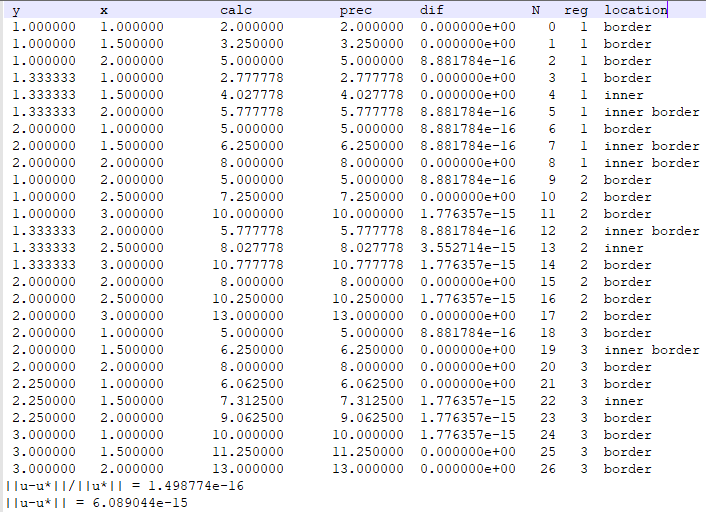 y x calc prec dif N reg location
1.000000 1.000000 2.000000 2.000000 0.000000e+00 0 1 border
1.000000 1.500000 3.250000 3.250000 0.000000e+00 1 1 border
1.000000 2.000000 5.000000 5.000000 8.881784e-16 2 1 border
1.333333 1.000000 2.777778 2.777778 0.000000e+00 3 1 border
1.333333 1.500000 4.027778 4.027778 0.000000e+00 4 1 inner
1.333333 2.000000 5.777778 5.777778 8.881784e-16 5 1 inner border
2.000000 1.000000 5.000000 5.000000 8.881784e-16 6 1 border
2.000000 1.500000 6.250000 6.250000 8.881784e-16 7 1 inner border
2.000000 2.000000 8.000000 8.000000 0.000000e+00 8 1 inner border
1.000000 2.000000 5.000000 5.000000 8.881784e-16 9 2 border
1.000000 2.500000 7.250000 7.250000 0.000000e+00 10 2 border
1.000000 3.000000 10.000000 10.000000 1.776357e-15 11 2 border
1.333333 2.000000 5.777778 5.777778 8.881784e-16 12 2 inner border
1.333333 2.500000 8.027778 8.027778 3.552714e-15 13 2 inner
1.333333 3.000000 10.777778 10.777778 1.776357e-15 14 2 border
2.000000 2.000000 8.000000 8.000000 0.000000e+00 15 2 border
2.000000 2.500000 10.250000 10.250000 1.776357e-15 16 2 border
2.000000 3.000000 13.000000 13.000000 0.000000e+00 17 2 border
2.000000 1.000000 5.000000 5.000000 8.881784e-16 18 3 border
2.000000 1.500000 6.250000 6.250000 0.000000e+00 19 3 inner border
2.000000 2.000000 8.000000 8.000000 0.000000e+00 20 3 border
2.250000 1.000000 6.062500 6.062500 0.000000e+00 21 3 border
2.250000 1.500000 7.312500 7.312500 1.776357e-15 22 3 inner
2.250000 2.000000 9.062500 9.062500 1.776357e-15 23 3 border
3.000000 1.000000 10.000000 10.000000 1.776357e-15 24 3 border
3.000000 1.500000 11.250000 11.250000 0.000000e+00 25 3 border
3.000000 2.000000 13.000000 13.000000 0.000000e+00 26 3 border
||u-u*||/||u*|| = 1.498774e-16
||u-u*|| = 6.089044e-15